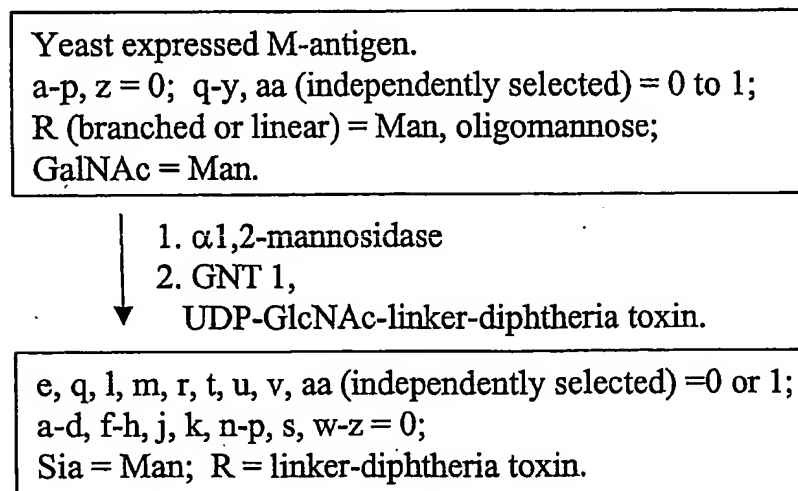 Yeast expressed M-antigen.
a-p, z = 0; q-y, aa (independently selected) = 0 to 1;
R (branched or linear) = Man, oligomannose;
GalNAc = Man.
1. α1,2-mannosidase
2. GNT 1,
UDP-GlcNAc-linker-diphtheria toxin.
e, q, l, m, r, t, u, v, aa (independently selected) =0 or 1;
a-d, f-h, j, k, n-p, s, w-z = 0;
Sia = Man; R = linker-diphtheria toxin.